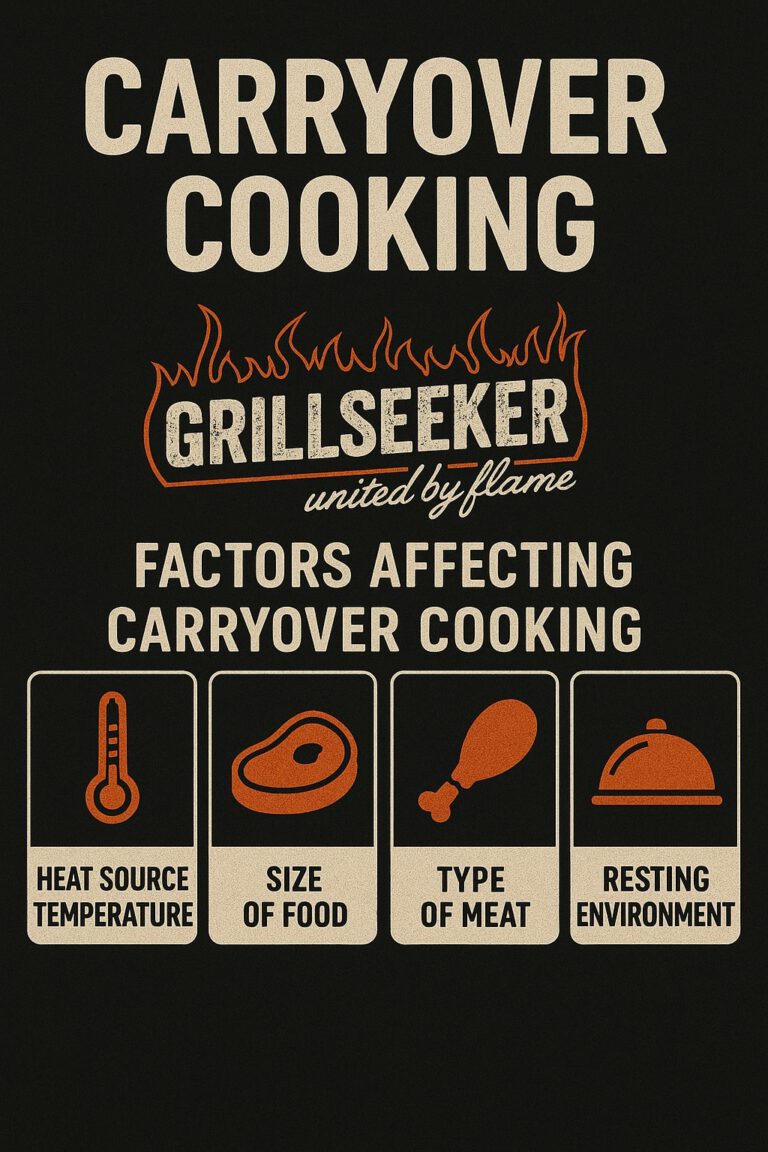 CARRYOVER
COOKING
GRILLSEEKER
united by flame
FACTORS AFFECTING
CARRYOVER COOKING
HEAT SOURCE
TEMPERATURE
SIZE
OF FOOD
TYPE
OF MEAT
RESTING
ENVIRONMENT